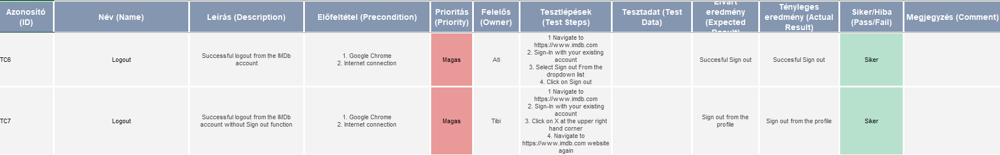 Azonosító
(ID)
Név (Name)
Leírás (Description)
Előfeltétel (Precondition)
Prioritás
(Priority)
Felelős
(Owner)
Tesztlépések
(Test Steps)
Tesztadat (Test
Data)
Elvárt
eredmény
(Expected
Result)
Tényleges
eredmény (Actual
Result)
Siker/Hiba
(Pass/Fail)
Megjegyzés (Comment)
TC6
Logout
Successful logout from the IMDb
account
1. Google Chrome
2. Internet connection
Magas
Ati
1 Navigate to
https://www.imdb.com
2. Sign-In with your existing
account
3. Select Sign out From the
dropdown list
4. Click on Sign out
Succesful Sign out
Succesful Sign out
Siker
TC7
Logout
Successful logout from the IMDb
account without Sign out function
1. Google Chrome
2. Internet connection
Magas
Tibi
1 Navigate to
https://www.imdb.com
2. Sign-In with your existing
account
3. Click on X at the upper right
hand corner
4. Navigate to
https://www.imdb.com website
again
Sign out from the
profile
Sign out from the profile
Siker